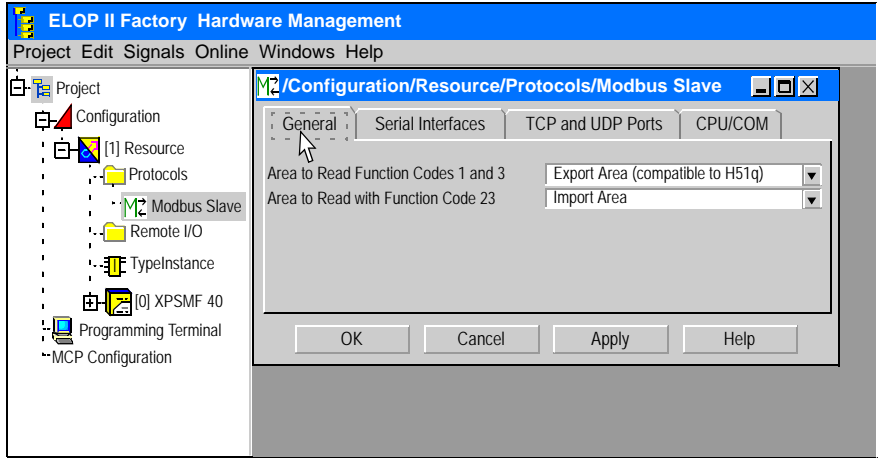 ELOP II Factory Hardware Management
Project Edit Signals Online Windows Help
Project
Configuration
[1] Resource
Protocols
Modbus Slave
Remote I/O
TypeInstance
[0] XPSMF 40
Programming Terminal
MCP Configuration
/Configuration/Resource/Protocols/Modbus Slave
General Serial Interfaces TCP and UDP Ports CPU/COM
Area to Read Function Codes 1 and 3 Export Area (compatible to H51q)
Area to Read with Function Code 23 Import Area
OK Cancel Apply Help